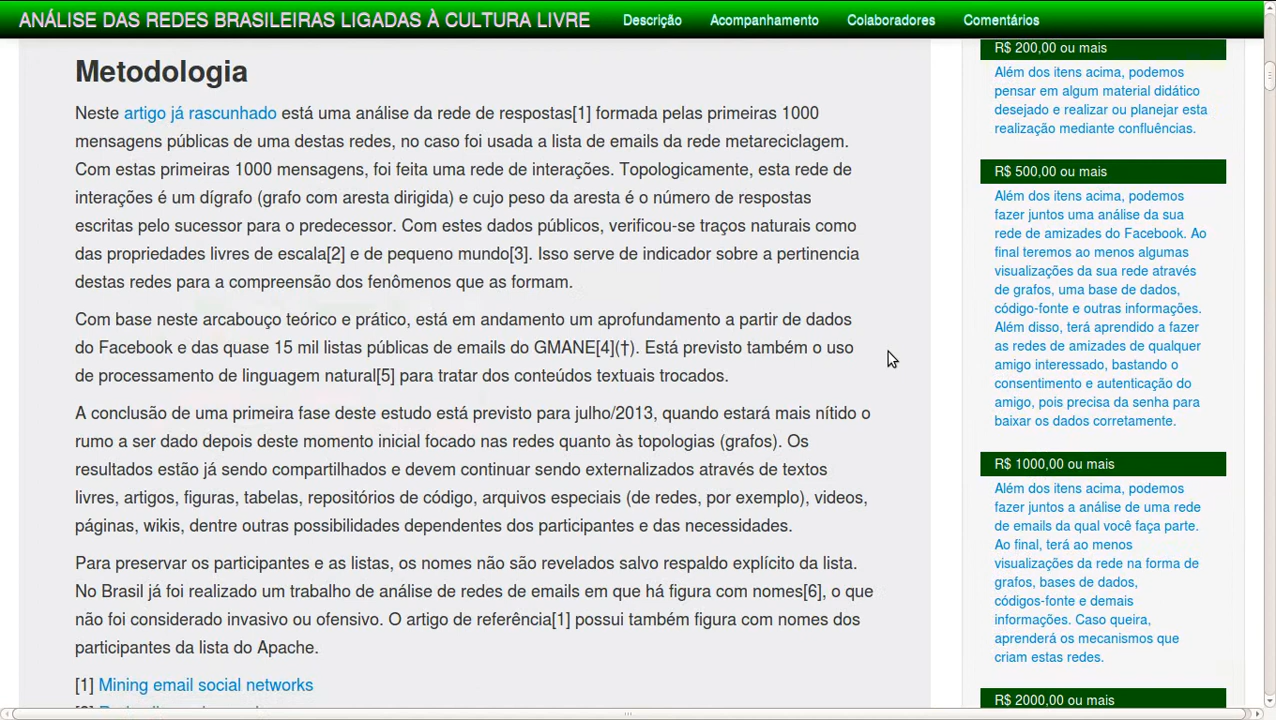 ANÁLISE DAS REDES BRASILEIRAS LIGADAS À CULTURA LIVRE Descrição Acompanhamento Colaboradores Comentários
Metodologia
Neste artigo já rascunhado está uma análise da rede de respostas[1] formada pelas primeiras 1000
mensagens públicas de uma destas redes, no caso foi usada a lista de emails da rede metareciclagem.
Com estas primeiras 1000 mensagens, foi feita uma rede de interações. Topologicamente, esta rede de
interações é um dígrafo (grafo com aresta dirigida) e cujo peso da aresta é o número de respostas
escritas pelo sucessor para o predecessor. Com estes dados públicos, verificou-se traços naturais como
das propriedades livres de escala[2] e de pequeno mundo[3]. Isso serve de indicador sobre a pertinencia
destas redes para a compreensão dos fenômenos que as formam.
Com base neste arcabouço teórico e prático, está em andamento um aprofundamento a partir de dados
do Facebook e das quase 15 mil listas públicas de emails do GMANE[4](†). Está previsto também o uso
de processamento de linguagem natural[5] para tratar dos conteúdos textuais trocados.
A conclusão de uma primeira fase deste estudo está previsto para julho/2013, quando estará mais nítido o
rumo a ser dado depois deste momento inicial focado nas redes quanto às topologias (grafos). Os
resultados estão já sendo compartilhados e devem continuar sendo externalizados através de textos
livres, artigos, figuras, tabelas, repositórios de código, arquivos especiais (de redes, por exemplo), videos,
páginas, wikis, dentre outras possibilidades dependentes dos participantes e das necessidades.
Para preservar os participantes e as listas, os nomes não são revelados salvo respaldo explícito da lista.
No Brasil já foi realizado um trabalho de análise de redes de emails em que há figura com nomes[6], o que
não foi considerado invasivo ou ofensivo. O artigo de referência[1] possui também figura com nomes dos
participantes da lista do Apache.
[1] Mining email social networks
R$ 200,00 ou mais
Além dos itens acima, podemos
pensar em algum material didático
desejado e realizar ou planejar esta
realização mediante confluências.
R$ 500,00 ou mais
Além dos itens acima, podemos
fazer juntos uma análise da sua
rede de amizades do Facebook. Ao
final teremos ao menos algumas
visualizações da sua rede através
de grafos, uma base de dados,
código-fonte e outras informações.
Além disso, terá aprendido a fazer
as redes de amizades de qualquer
amigo interessado, bastando o
consentimento e autenticação do
amigo, pois precisa da senha para
baixar os dados corretamente.
R$ 1000,00 ou mais
Além dos itens acima, podemos
fazer juntos a análise de uma rede
de emails da qual você faça parte.
Ao final, terá ao menos
visualizações da rede na forma de
grafos, bases de dados,
códigos-fonte e demais
informações. Caso queira,
aprenderá os mecanismos que
criam estas redes.
R$ 2000,00 ou mais